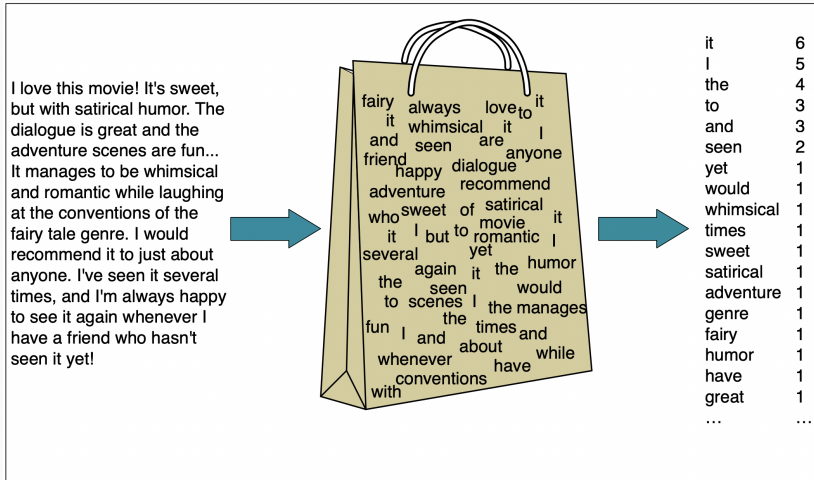 I love this movie! It's sweet,
but with satirical humor. The
dialogue is great and the
adventure scenes are fun...
It manages to be whimsical
and romantic while laughing
at the conventions of the
fairy tale genre. I would
recommend it to just about
anyone. I've seen it several
times, and I'm always happy
to see it again whenever I
have a friend who hasn't
seen it yet!
fairy always love to it
it whimsical it I
and seen are anyone
friend happy dialogue
adventure recommend
who sweet of satirical it
it I but to movie romantic I
several yet
again it the humor
the seen would
to scenes I the manages
the
fun I and times and
about while
whenever have
conventions
with
it 6
I 5
the 4
to 3
and 3
seen 2
yet 1
would 1
whimsical 1
times 1
sweet 1
satirical 1
adventure 1
genre 1
fairy 1
humor 1
have 1
great 1
… …